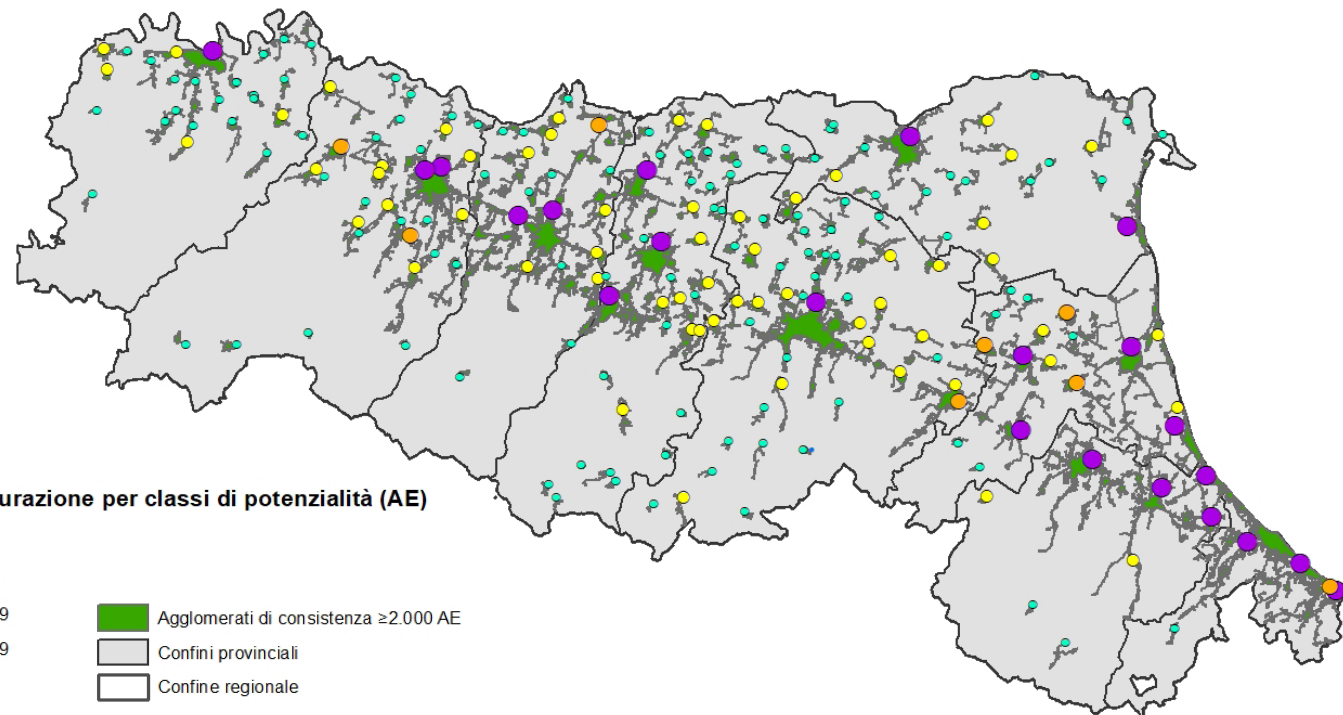 urazione per classi di potenzialità (AE)
9
Agglomerati di consistenza ≥2.000 AE
9
Confini provinciali
Confine regionale